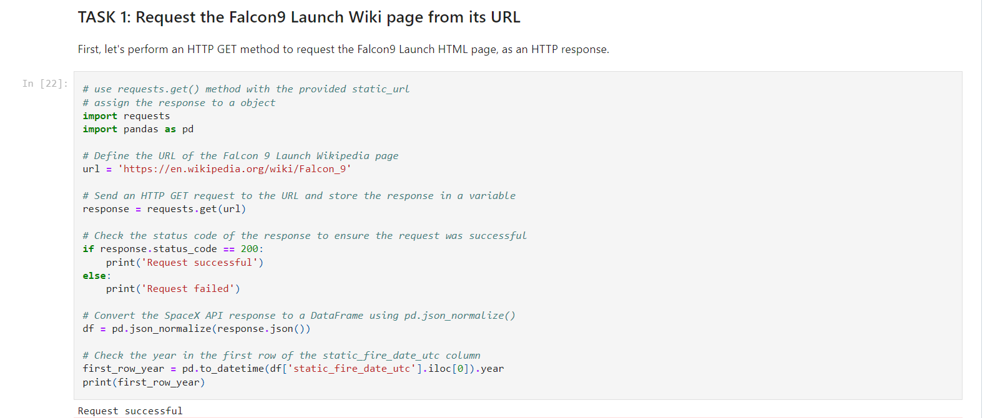 TASK 1: Request the Falcon9 Launch Wiki page from its URL
First, let's perform an HTTP GET method to request the Falcon9 Launch HTML page, as an HTTP response.
In [22]:
# use requests.get() method with the provided static_url
# assign the response to a object
import requests
import pandas as pd

# Define the URL of the Falcon 9 Launch Wikipedia page
url = 'https://en.wikipedia.org/wiki/Falcon_9'

# Send an HTTP GET request to the URL and store the response in a variable
response = requests.get(url)

# Check the status code of the response to ensure the request was successful
if response.status_code == 200:
    print('Request successful')
else:
    print('Request failed')

# Convert the SpaceX API response to a DataFrame using pd.json_normalize()
df = pd.json_normalize(response.json())

# Check the year in the first row of the static_fire_date_utc column
first_row_year = pd.to_datetime(df['static_fire_date_utc'].iloc[0]).year
print(first_row_year)
Request successful